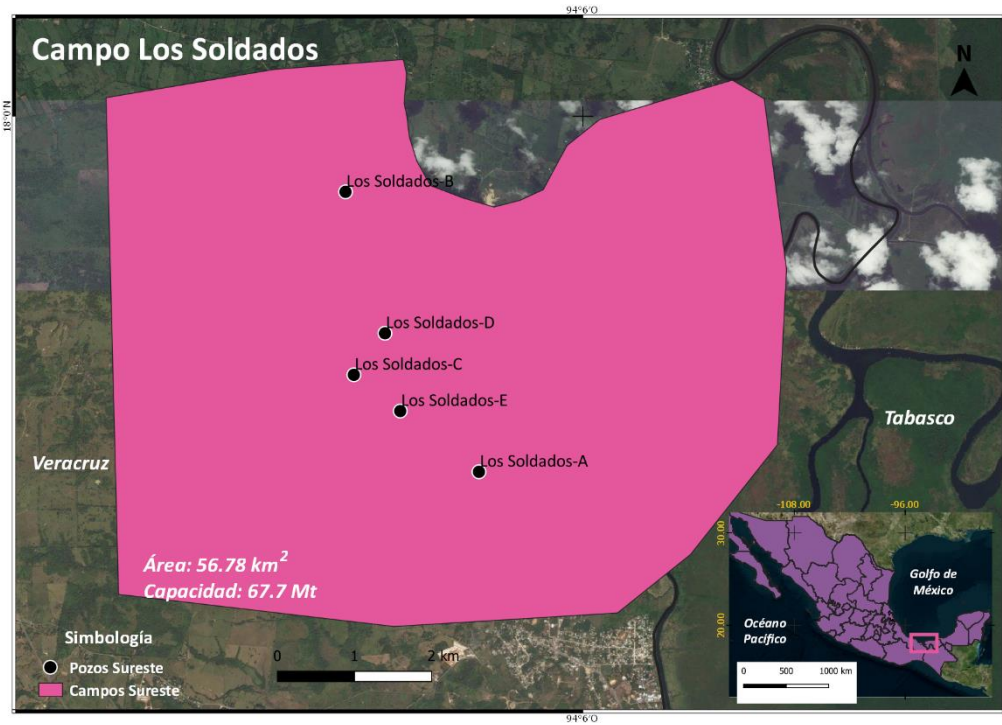 94°6'O
Campo Los Soldados
N
18°0'N
Los Soldados-B
Los Soldados-D
Los Soldados-C
Los Soldados-E
Los Soldados-A
Tabasco
Veracruz
Área: 56.78 km²
Capacidad: 67.7 Mt
Simbología
Pozos Sureste
Campos Sureste
0 1 2 km
-108.00 -96.00
30.00
20.00
Golfo de
México
Océano
Pacífico
0 500 1000 km
94°6'O